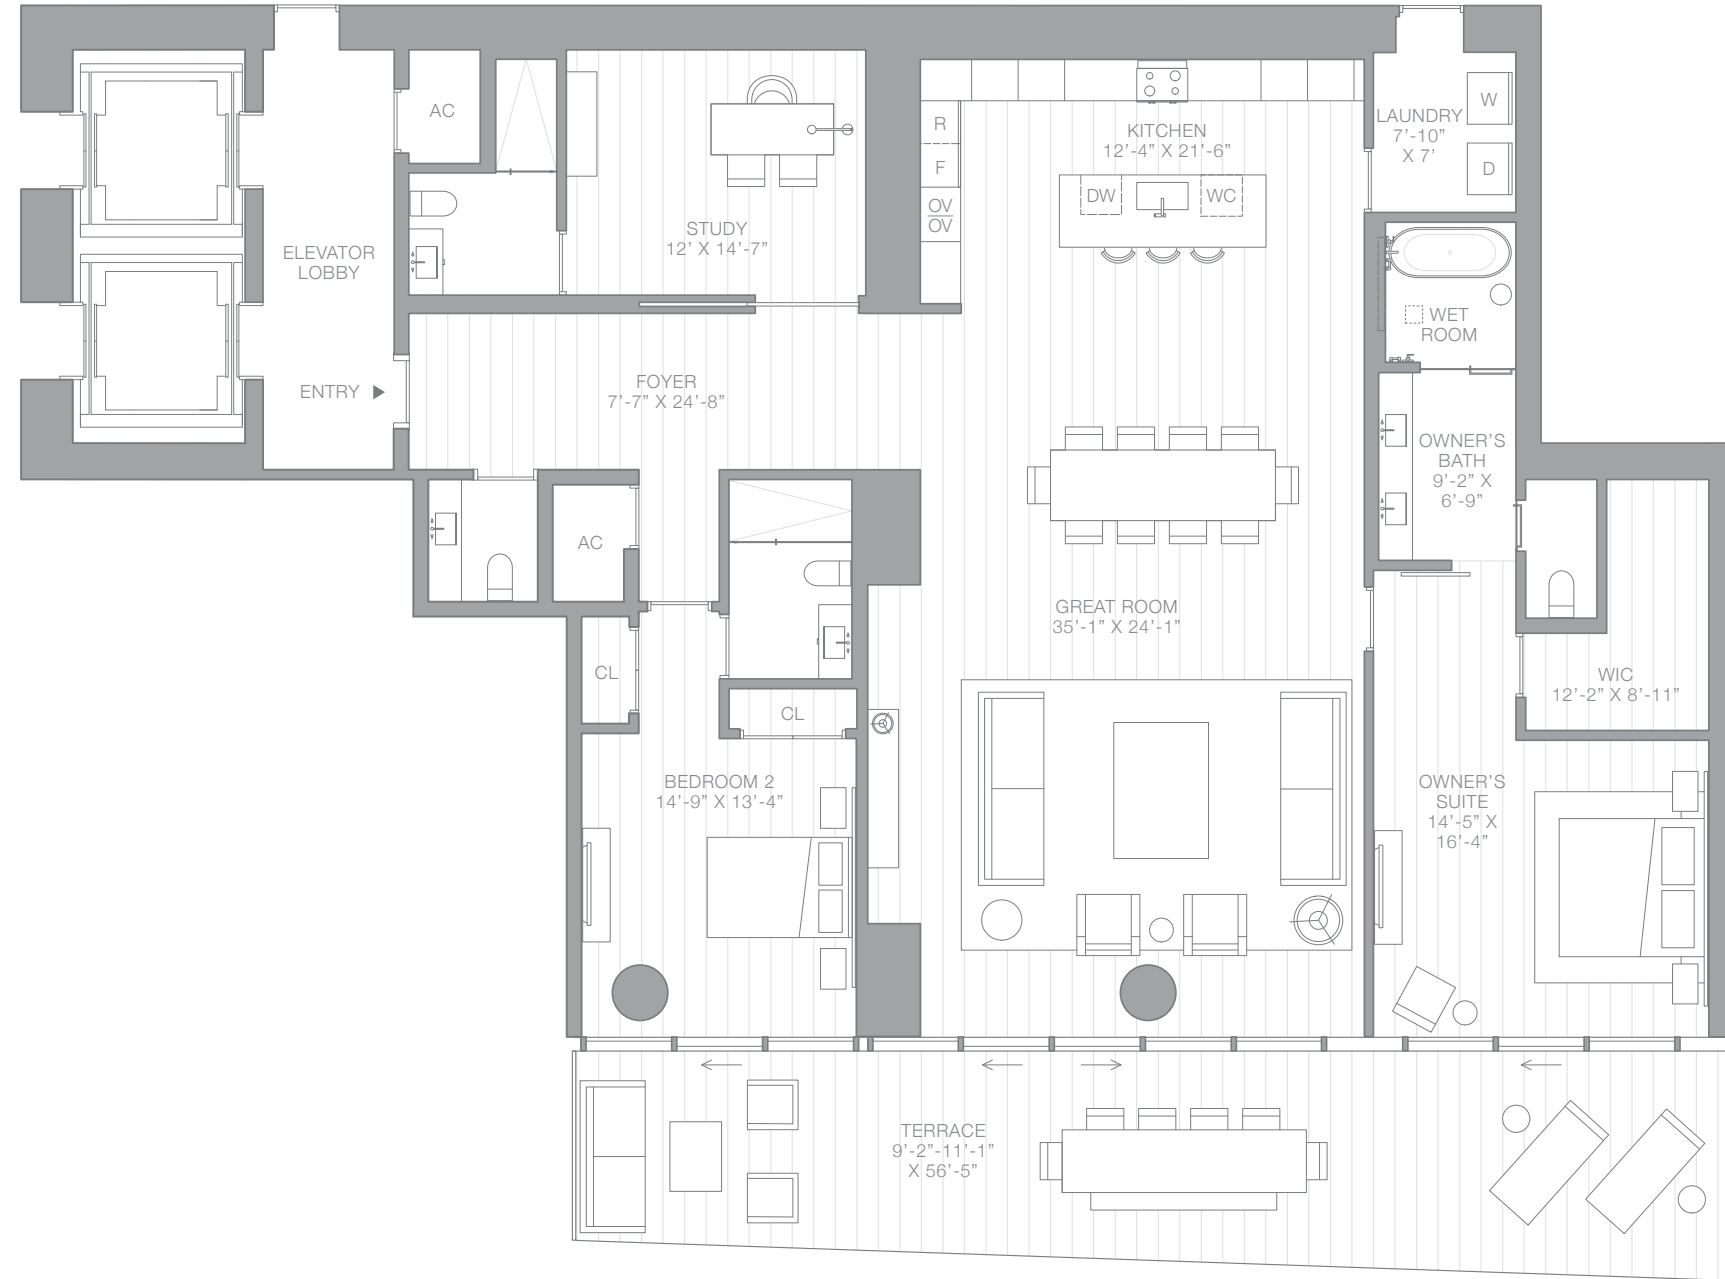 AC
ELEVATOR
LOBBY
ENTRY
STUDY
12' X 14'-7”
R
F
OV
OV
KITCHEN
12'-4” X 21'-6”
DW
WC
LAUNDRY
7'-10”
X 7'
W
D
WET
ROOM
FOYER
7'-7” X 24'-8”
OWNER'S
BATH
9'-2” X
6'-9”
AC
CL
CL
GREAT ROOM
35'-1” X 24'-1”
WIC
12'-2” X 8'-11”
BEDROOM 2
14'-9” X 13'-4”
OWNER'S
SUITE
14'-5” X
16'-4”
TERRACE
9'-2”-11'-1”
X 56'-5”